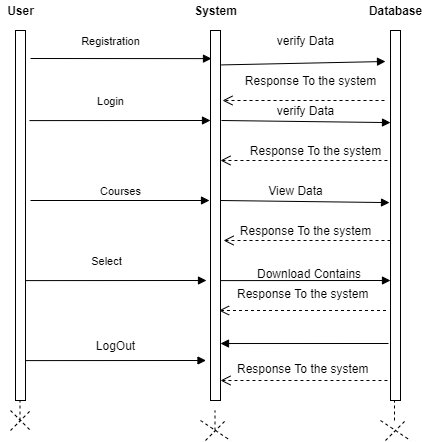 User
System
Database
Registration
verify Data
Response To the system
Login
verify Data
Response To the system
Courses
View Data
Response To the system
Select
Download Contains
Response To the system
LogOut
Response To the system